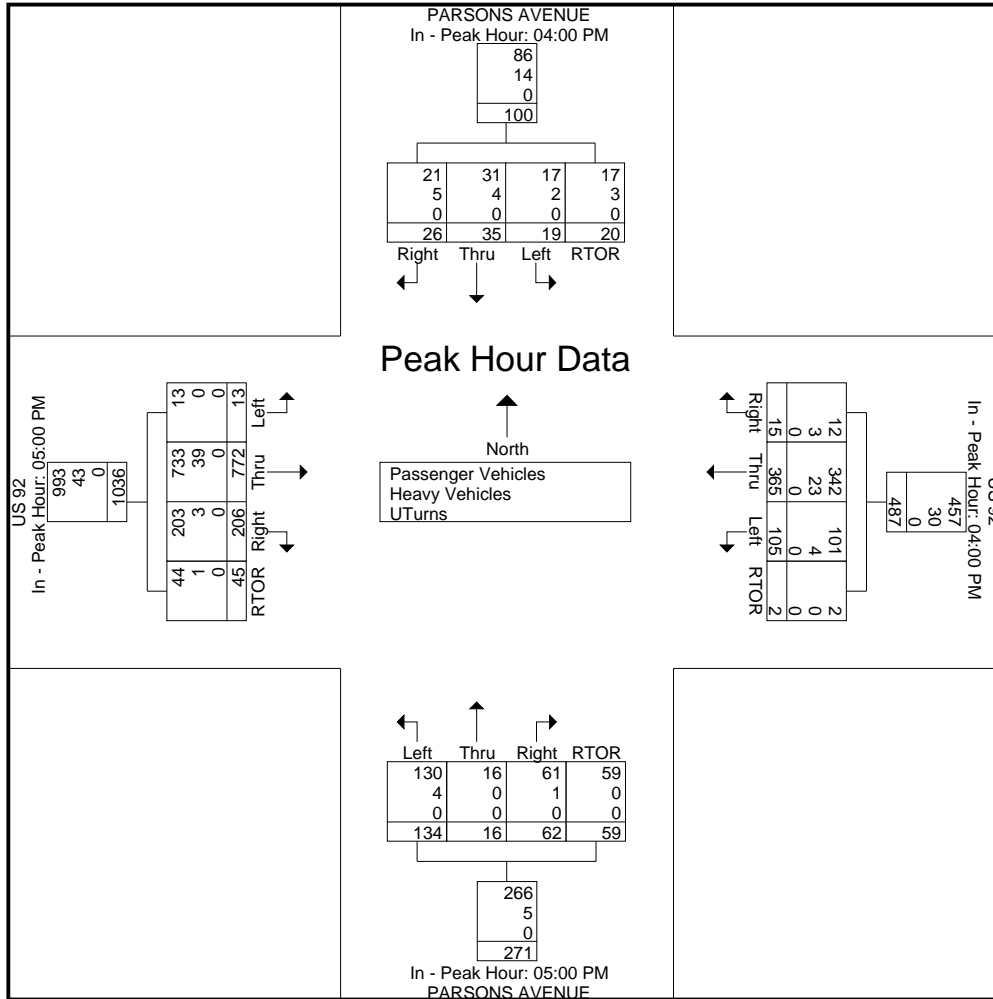 PARSONS AVENUE
In - Peak Hour: 04:00 PM
86
14
0
100
21 31 17 17
5 4 2 3
0 0 0 0
26 35 19 20
Right Thru Left RTOR
Peak Hour Data
North
Passenger Vehicles
Heavy Vehicles
UTurns
US 92
In - Peak Hour: 05:00 PM
993
43
0
1036
13 0 0 13 Left
733 39 0 772 Thru
203 3 0 206 Right
44 1 0 45 RTOR
US 92
In - Peak Hour: 04:00 PM
457
30
0
487
Right 15 0 3 12
Thru 365 0 23 342
Left 105 0 4 101
RTOR 2 0 0 2
Left Thru Right RTOR
130 16 61 59
4 0 1 0
0 0 0 0
134 16 62 59
266
5
0
271
In - Peak Hour: 05:00 PM
PARSONS AVENUE